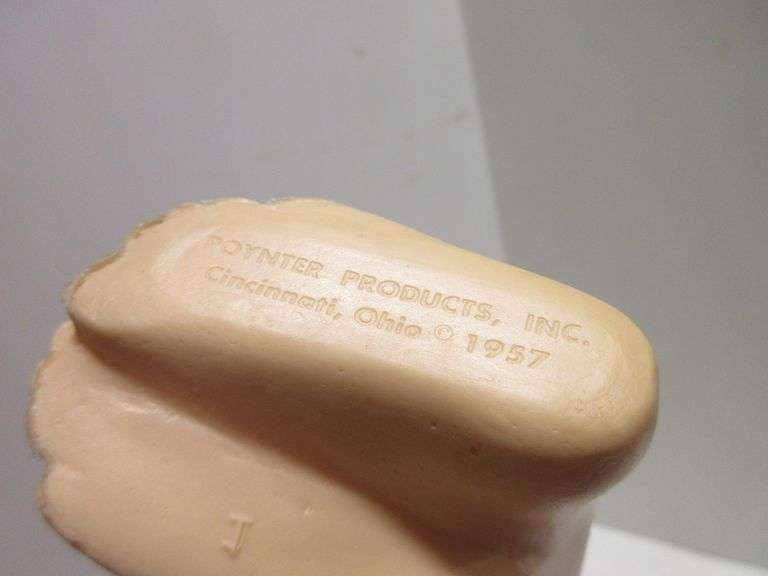 POYNTER PRODUCTS, INC.
Cincinnati, Ohio © 1957
J